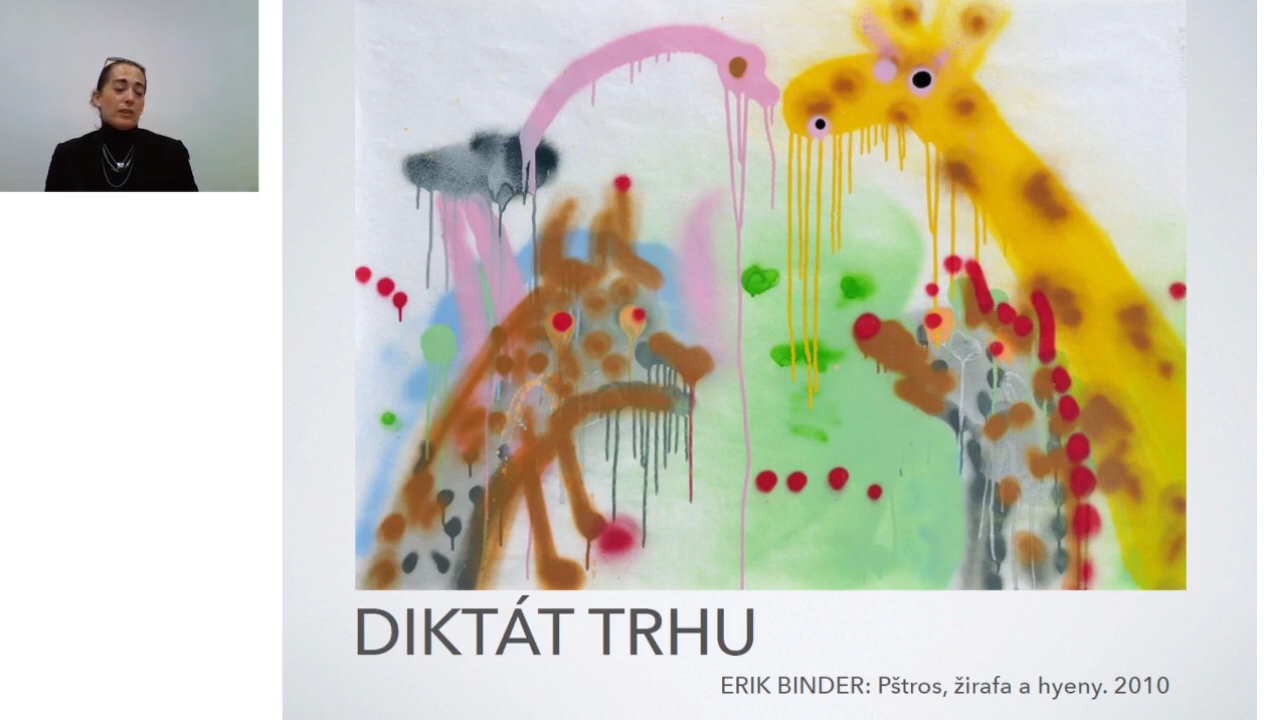 DIKTÁT TRHU
ERIK BINDER: Pštros, žirafa a hyeny. 2010